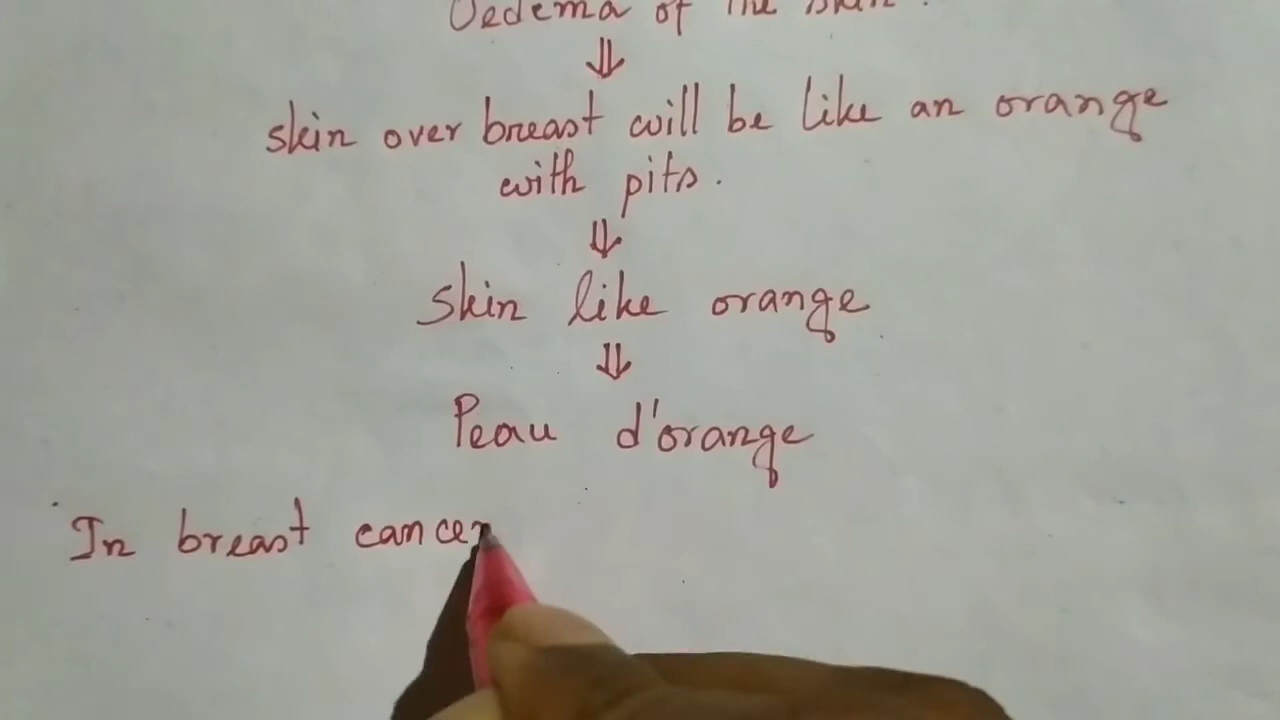 Oedema of the skin.
⇓
skin over breast will be like an orange
with pits.
⇓
skin like orange
⇓
Peau d'orange
In breast cancer